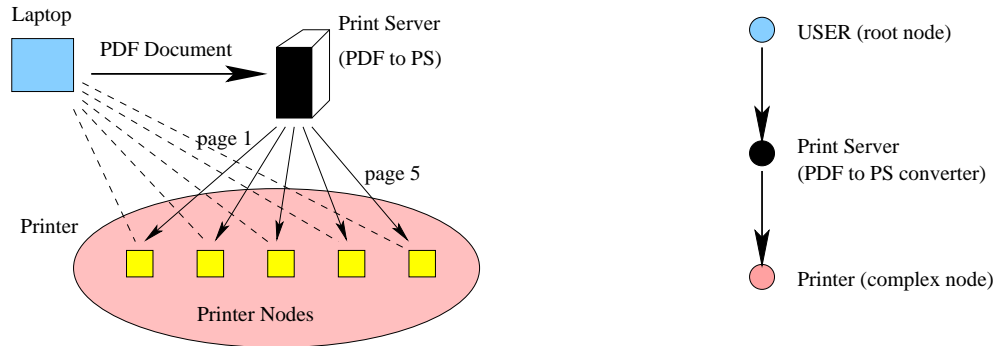 Laptop
PDF Document
Print Server
(PDF to PS)
page 1
page 5
Printer
Printer Nodes
USER (root node)
Print Server
(PDF to PS converter)
Printer (complex node)